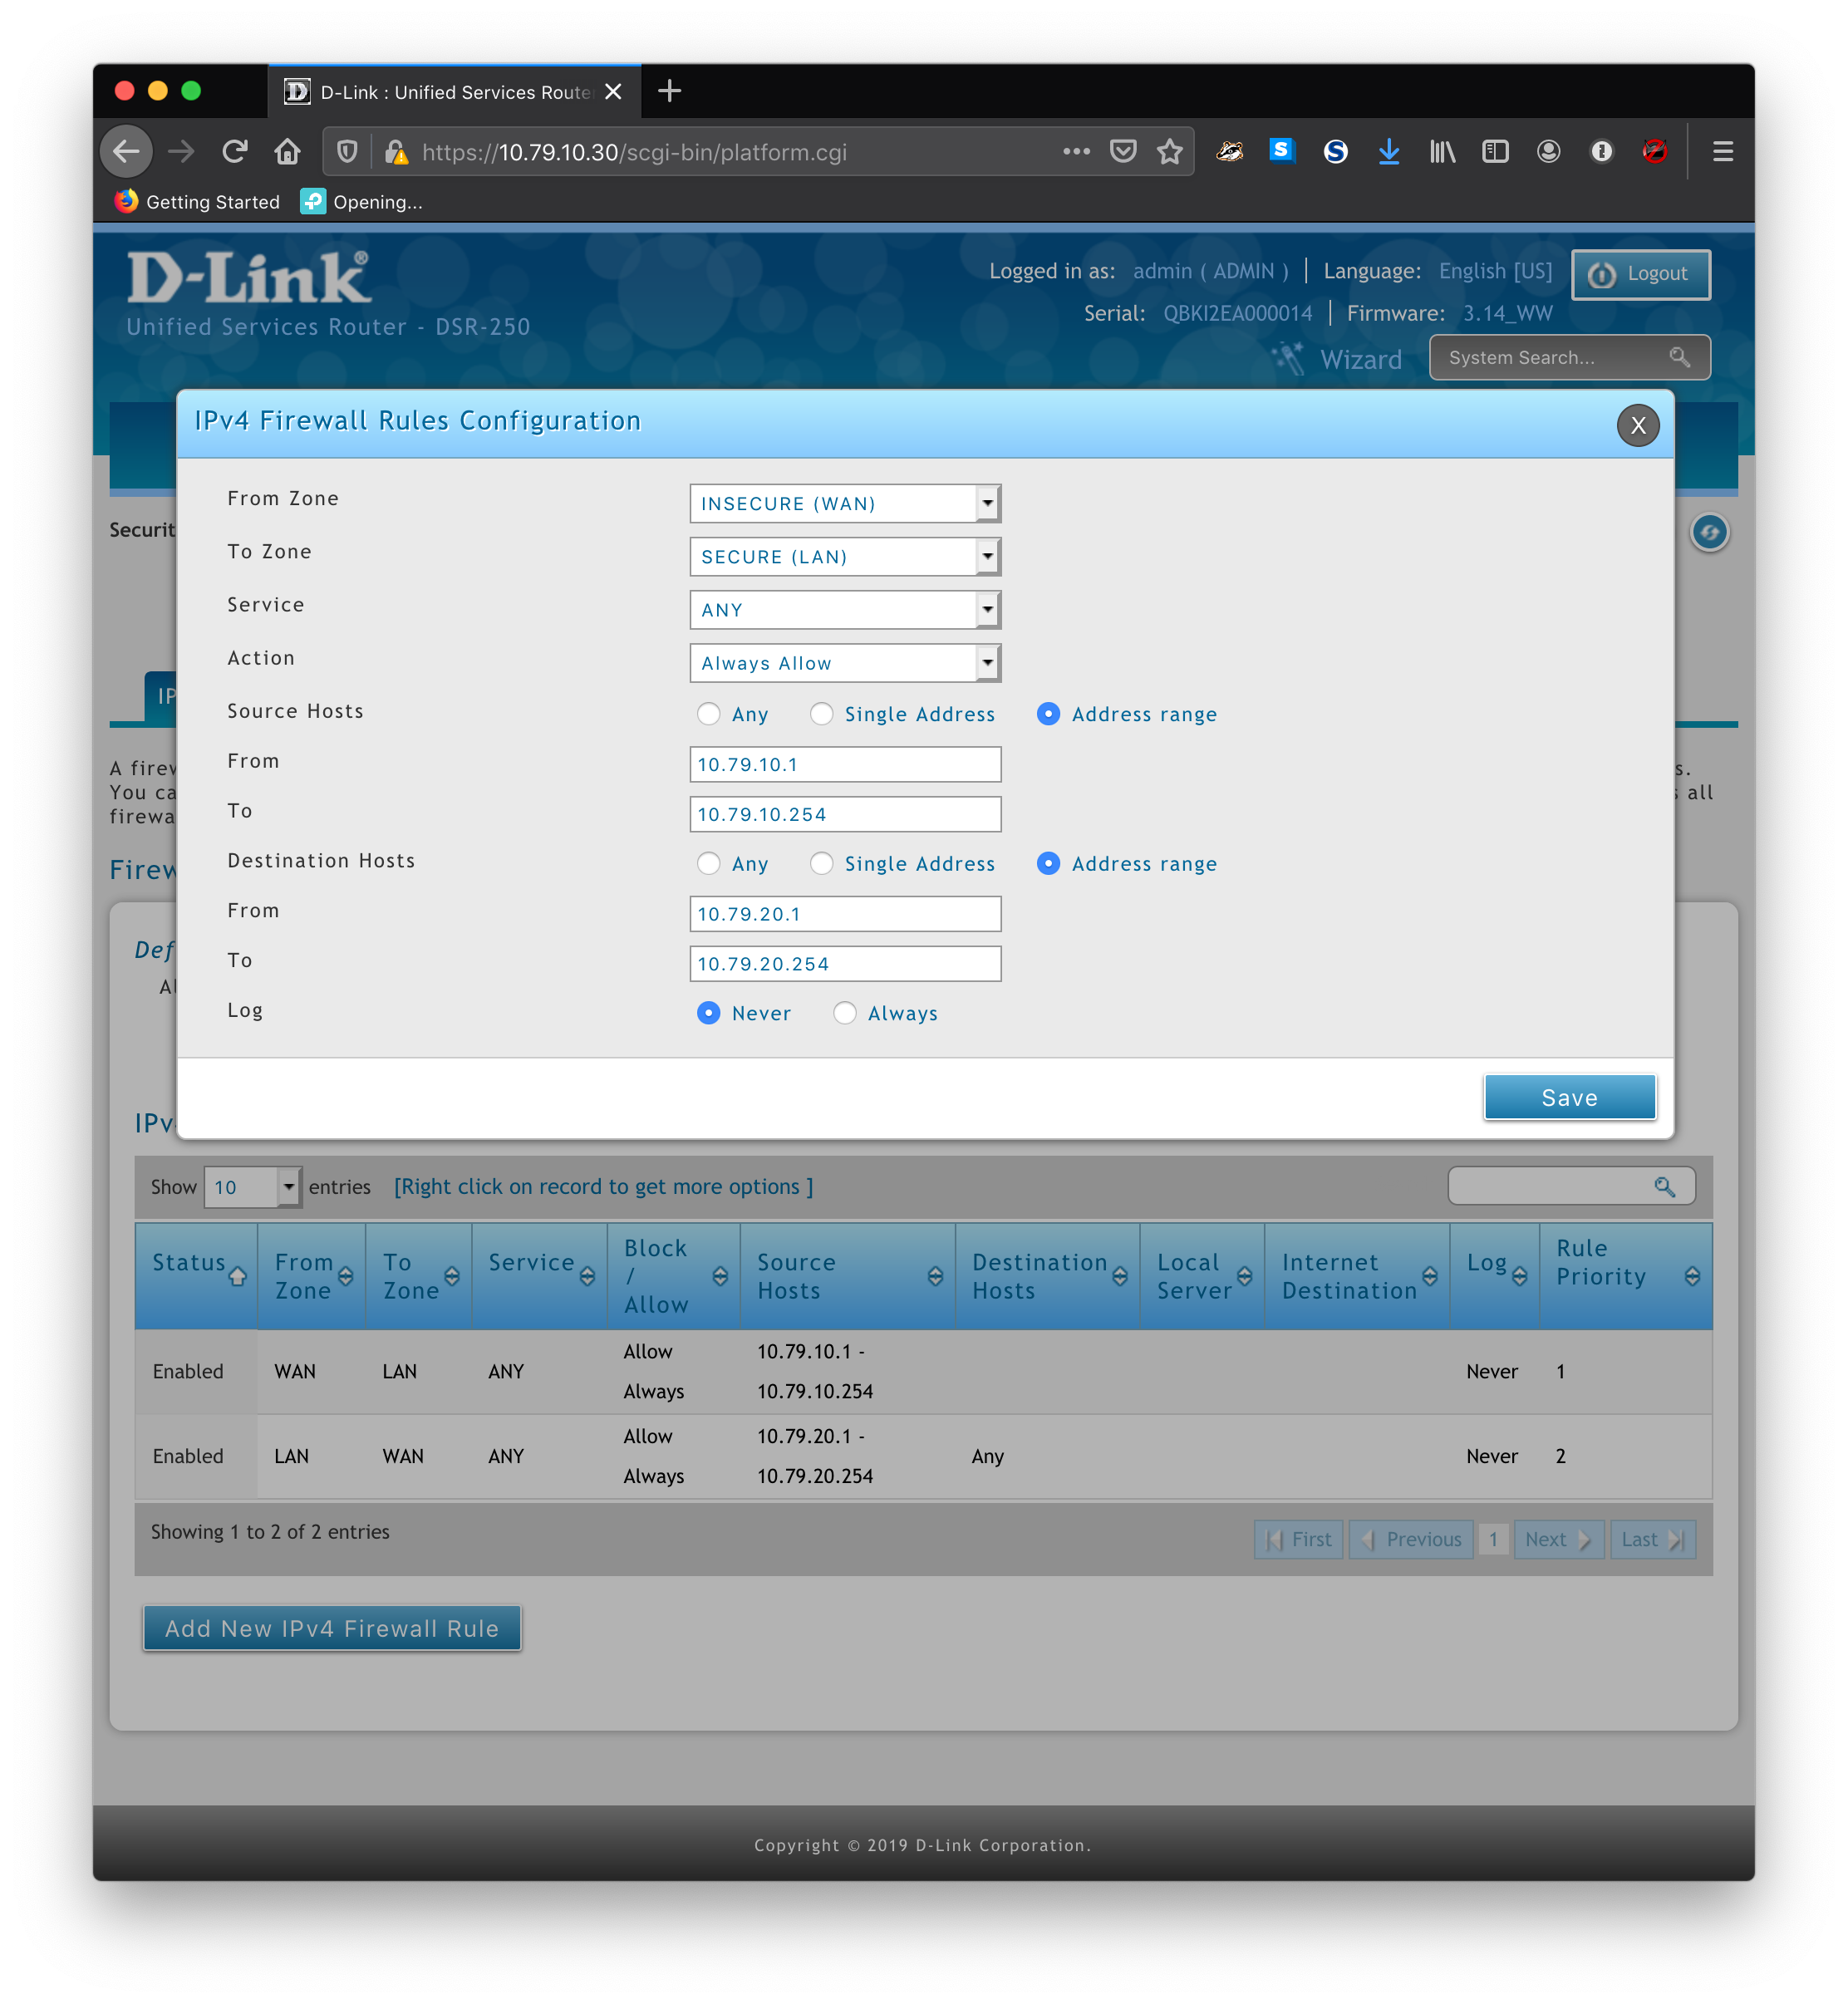 D-Link : Unified Services Route
https://10.79.10.30/scgi-bin/platform.cgi
Getting Started
Opening...
D-Link®
Unified Services Router - DSR-250
Logged in as: admin ( ADMIN ) | Language: English [US]
Logout
Serial: QBKI2EA000014 | Firmware: 3.14_WW
Wizard
System Search...
IPv4 Firewall Rules Configuration
X
Securit
From Zone
INSECURE (WAN)
To Zone
SECURE (LAN)
Service
ANY
Action
Always Allow
IP
Source Hosts
Any
Single Address
Address range
From
10.79.10.1
To
10.79.10.254
A firew
s.
You ca
all
firewa
Destination Hosts
Any
Single Address
Address range
Firew
From
10.79.20.1
To
10.79.20.254
Def
Al
Log
Never
Always
Save
IPv
Show 10 entries [Right click on record to get more options ]
Status
From Zone
To Zone
Service
Block / Allow
Source Hosts
Destination Hosts
Local Server
Internet Destination
Log
Rule Priority
Enabled WAN LAN ANY Allow Always 10.79.10.1 - 10.79.10.254 Never 1
Enabled LAN WAN ANY Allow Always 10.79.20.1 - 10.79.20.254 Any Never 2
Showing 1 to 2 of 2 entries
First
Previous
1
Next
Last
Add New IPv4 Firewall Rule
Copyright © 2019 D-Link Corporation.